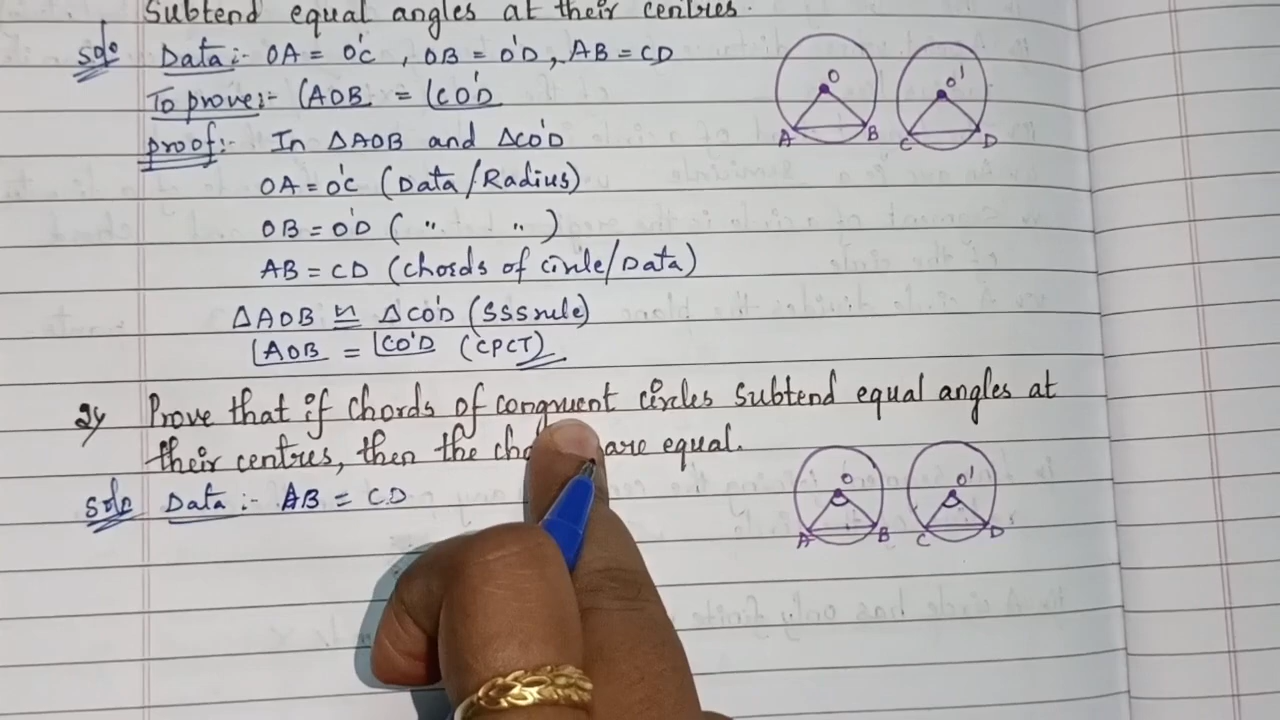 Subtend equal angles at their centres.
Soln Data :- OA = O'C , OB = O'D, AB = CD
To prove:- ∠AOB = ∠CO'D
proof:- In ΔAOB and ΔCO'D
OA = O'C (Data/Radius)
OB = O'D ( " " )
AB = CD (chords of circle/Data)
ΔAOB ≅ ΔCO'D (SSS rule)
∠AOB = ∠CO'D (CPCT)
2) Prove that if chords of congruent circles subtend equal angles at
their centres, then the are equal.
Soln Data :- AB = CD
O
O'
A
B
C
D
O
O'
A
B
C
D